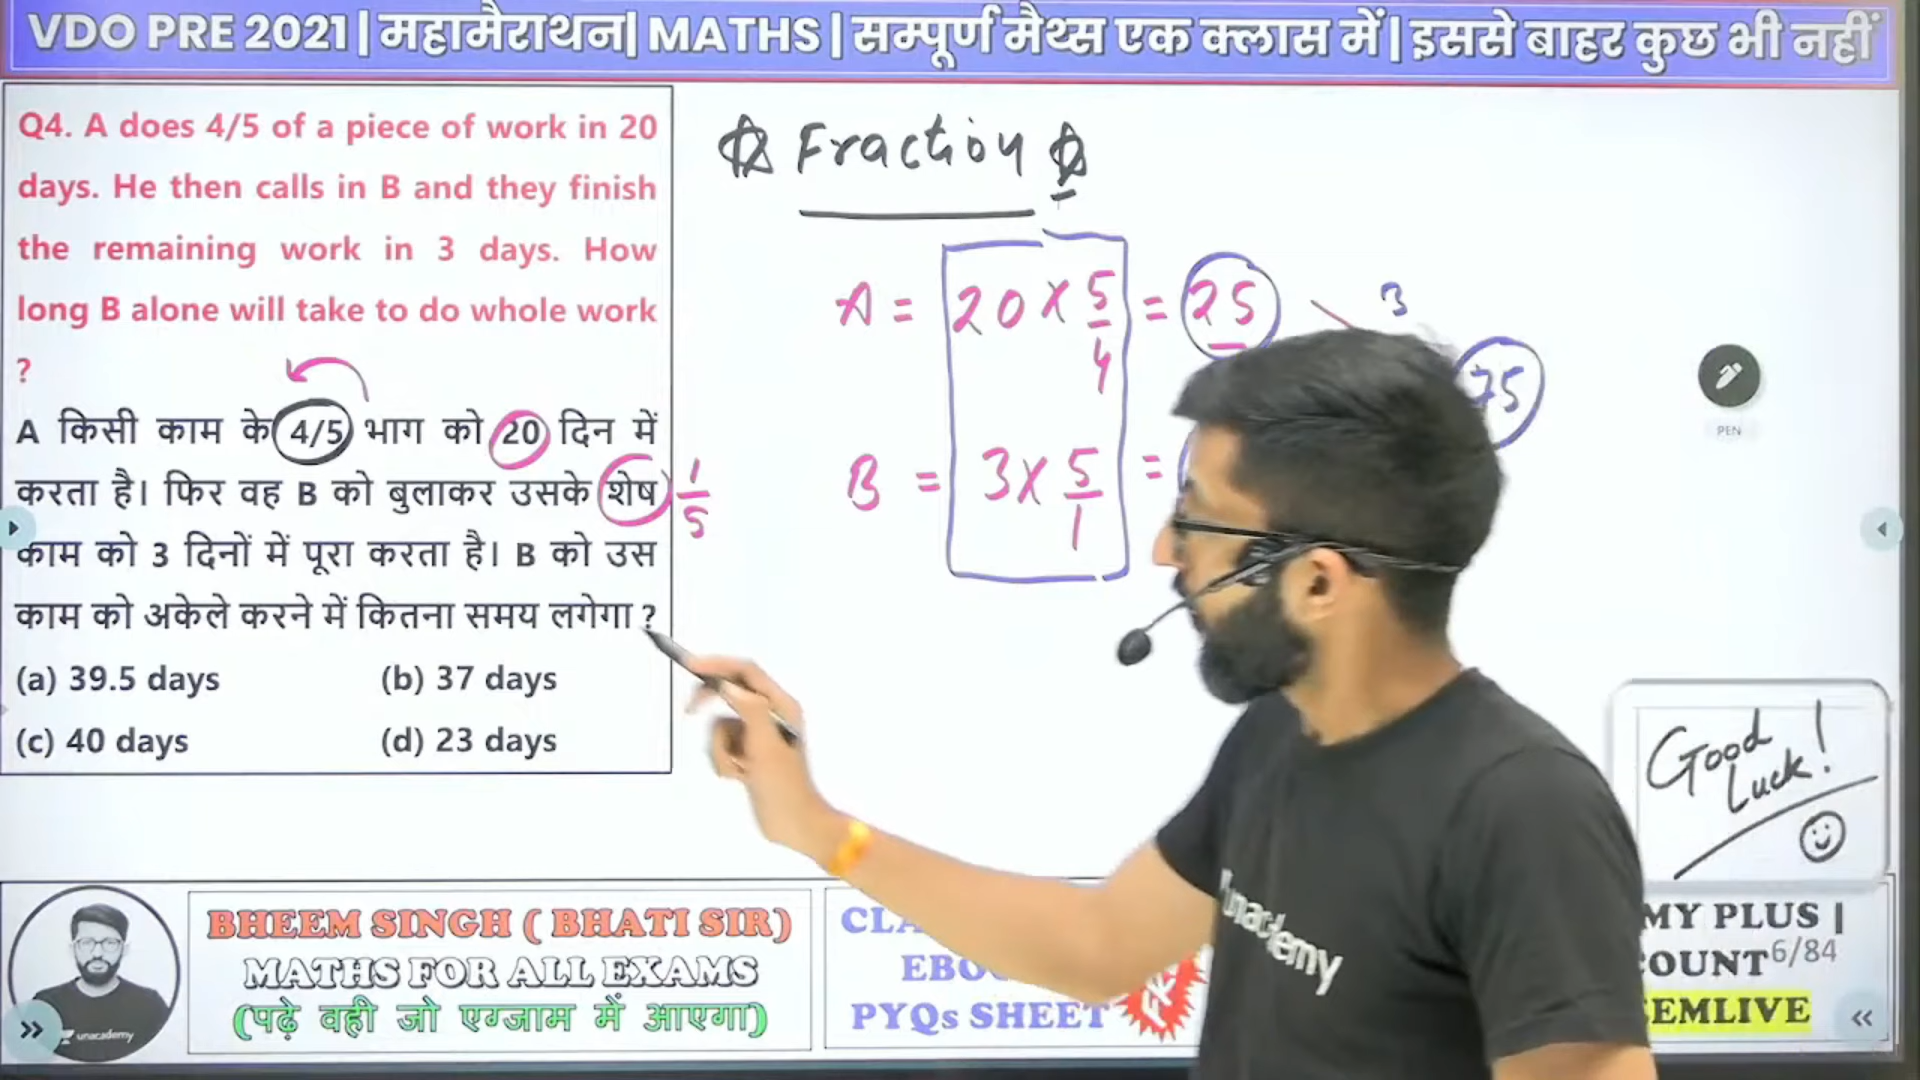 VDO PRE 2021 | महामैराथन| MATHS | सम्पूर्ण मैथ्स एक क्लास में | इससे बाहर कुछ भी नहीं
Q4. A does 4/5 of a piece of work in 20
days. He then calls in B and they finish
the remaining work in 3 days. How
long B alone will take to do whole work
?
A किसी काम के 4/5 भाग को 20 दिन में
करता है। फिर वह B को बुलाकर उसके शेष
काम को 3 दिनों में पूरा करता है। B को उस
काम को अकेले करने में कितना समय लगेगा ?
(a) 39.5 days (b) 37 days
(c) 40 days (d) 23 days
1/5
Fraction
A = 20 × 5/4 = 25
3
75
B = 3 × 5/1 =
PEN
Good
Luck!
BHEEM SINGH ( BHATI SIR)
MATHS FOR ALL EXAMS
(पढ़े वही जो एग्जाम में आएगा)
unacademy
PYQs SHEET
MY PLUS |
OUNT
6/84
EMLIVE
unacademy